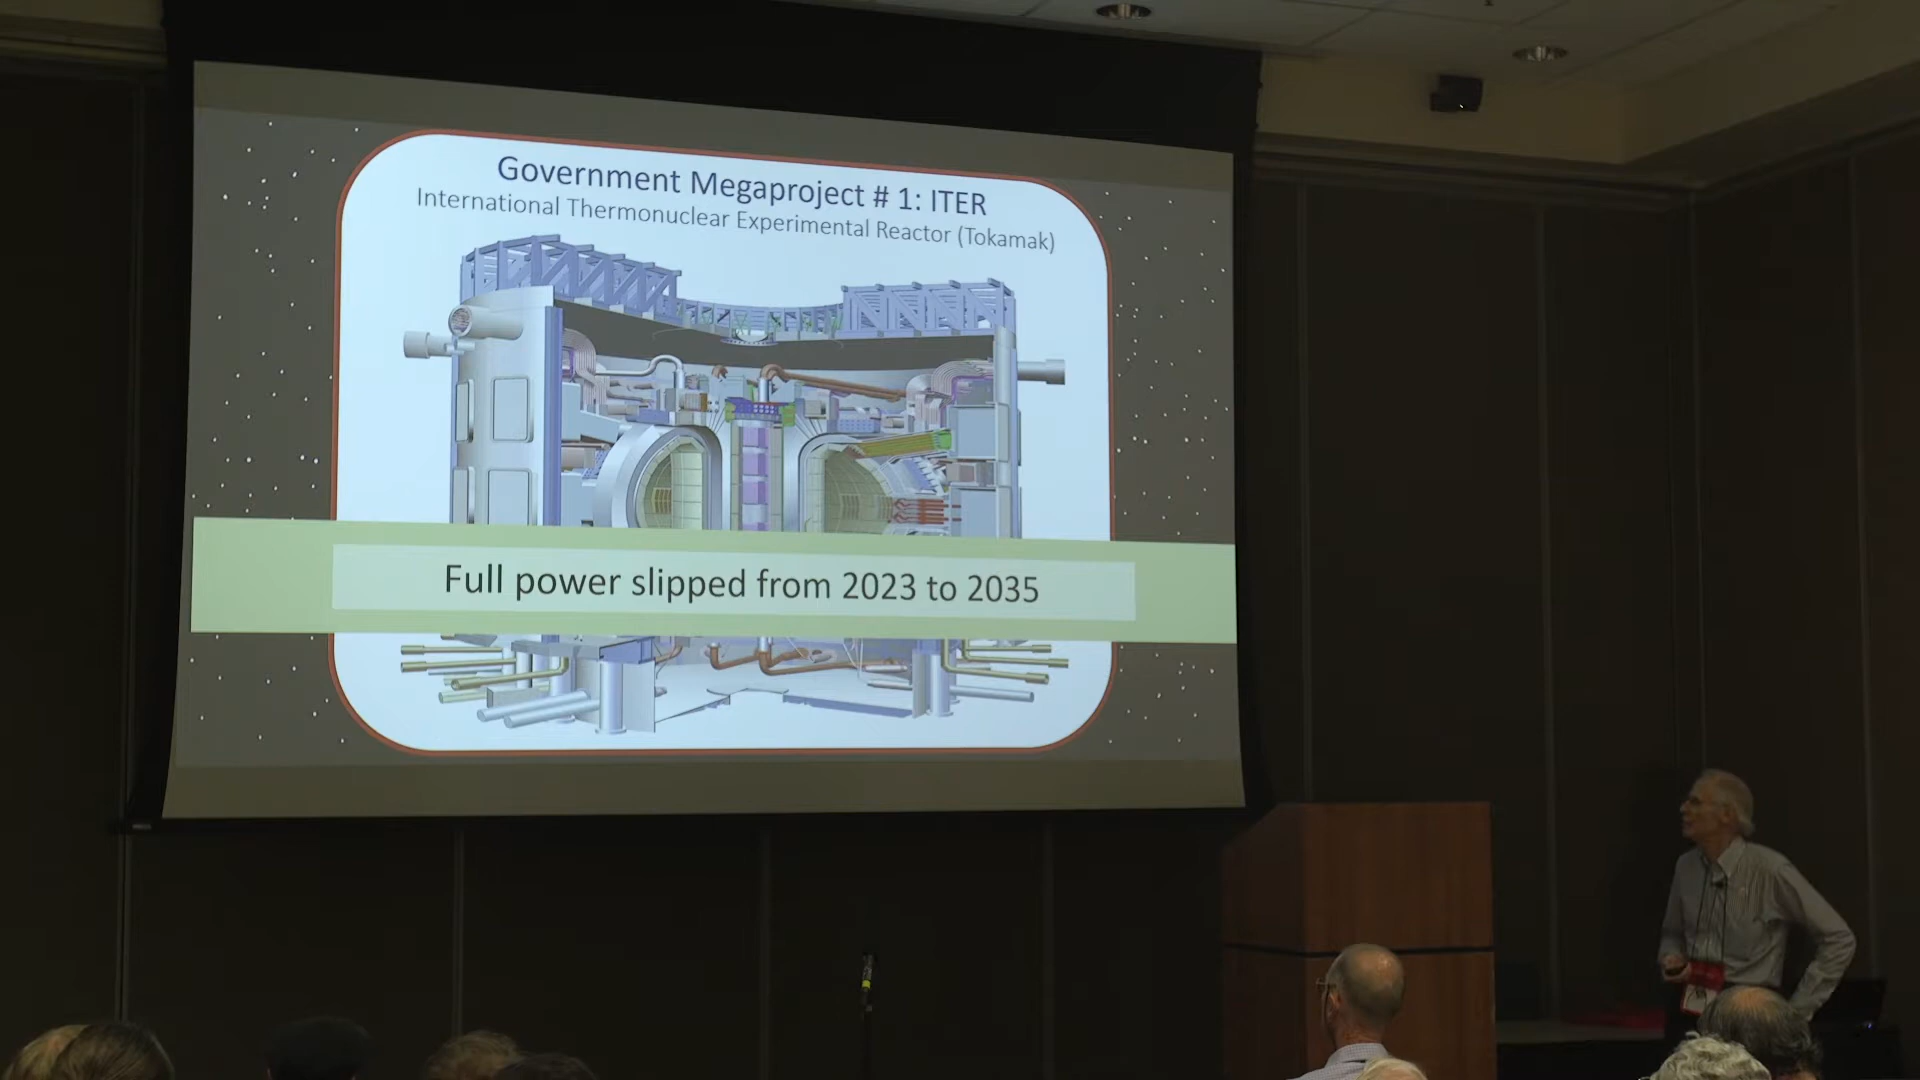 Government Megaproject # 1: ITER
International Thermonuclear Experimental Reactor (Tokamak)
Full power slipped from 2023 to 2035